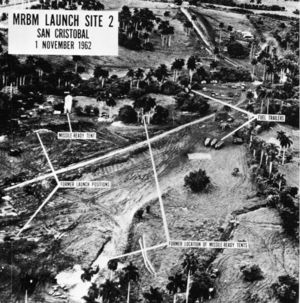 MRBM LAUNCH SITE 2
SAN CRISTOBAL
1 NOVEMBER 1962
FUEL TRAILERS
MISSILE-READY TENT
FORMER LAUNCH POSITIONS
FORMER LOCATION OF MISSILE-READY TENTS